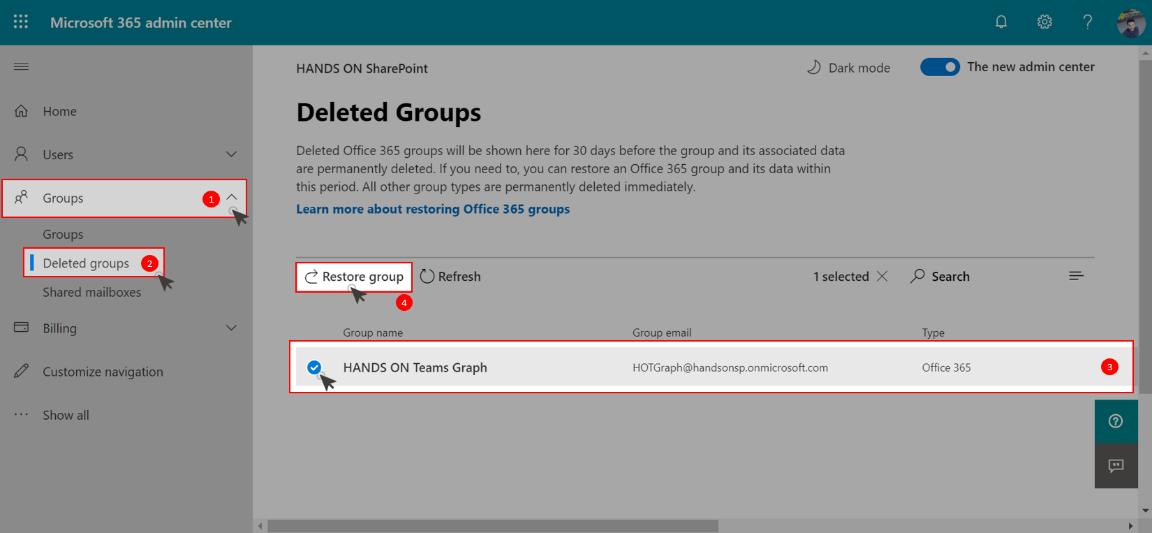 Microsoft 365 admin center
?
HANDS ON SharePoint
Dark mode
The new admin center
Home
Users
Groups
1
Groups
Deleted groups
2
Shared mailboxes
Billing
Customize navigation
Show all
Deleted Groups
Deleted Office 365 groups will be shown here for 30 days before the group and its associated data
are permanently deleted. If you need to, you can restore an Office 365 group and its data within
this period. All other group types are permanently deleted immediately.
Learn more about restoring Office 365 groups
Restore group
Refresh
1 selected
Search
4
Group name
Group email
Type
HANDS ON Teams Graph
HOTGraph@handsonsp.onmicrosoft.com
Office 365
3
?